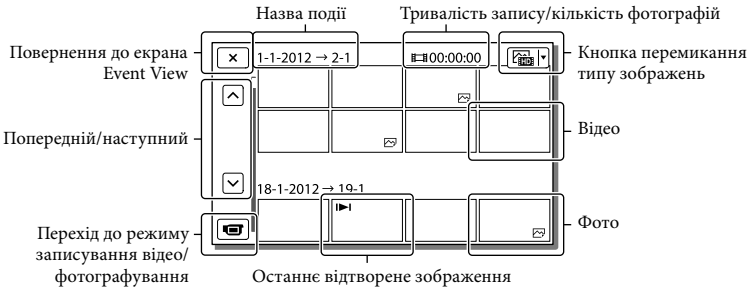 Назва події
Тривалість запису/кількість фотографій
Повернення до екрана
Event View
1-1-2012 → 2-1
00:00:00
HD
Кнопка перемикання
типу зображень
Попередній/наступний
Відео
18-1-2012 → 19-1
Перехід до режиму
записування відео/
фотографування
Фото
Останнє відтворене зображення